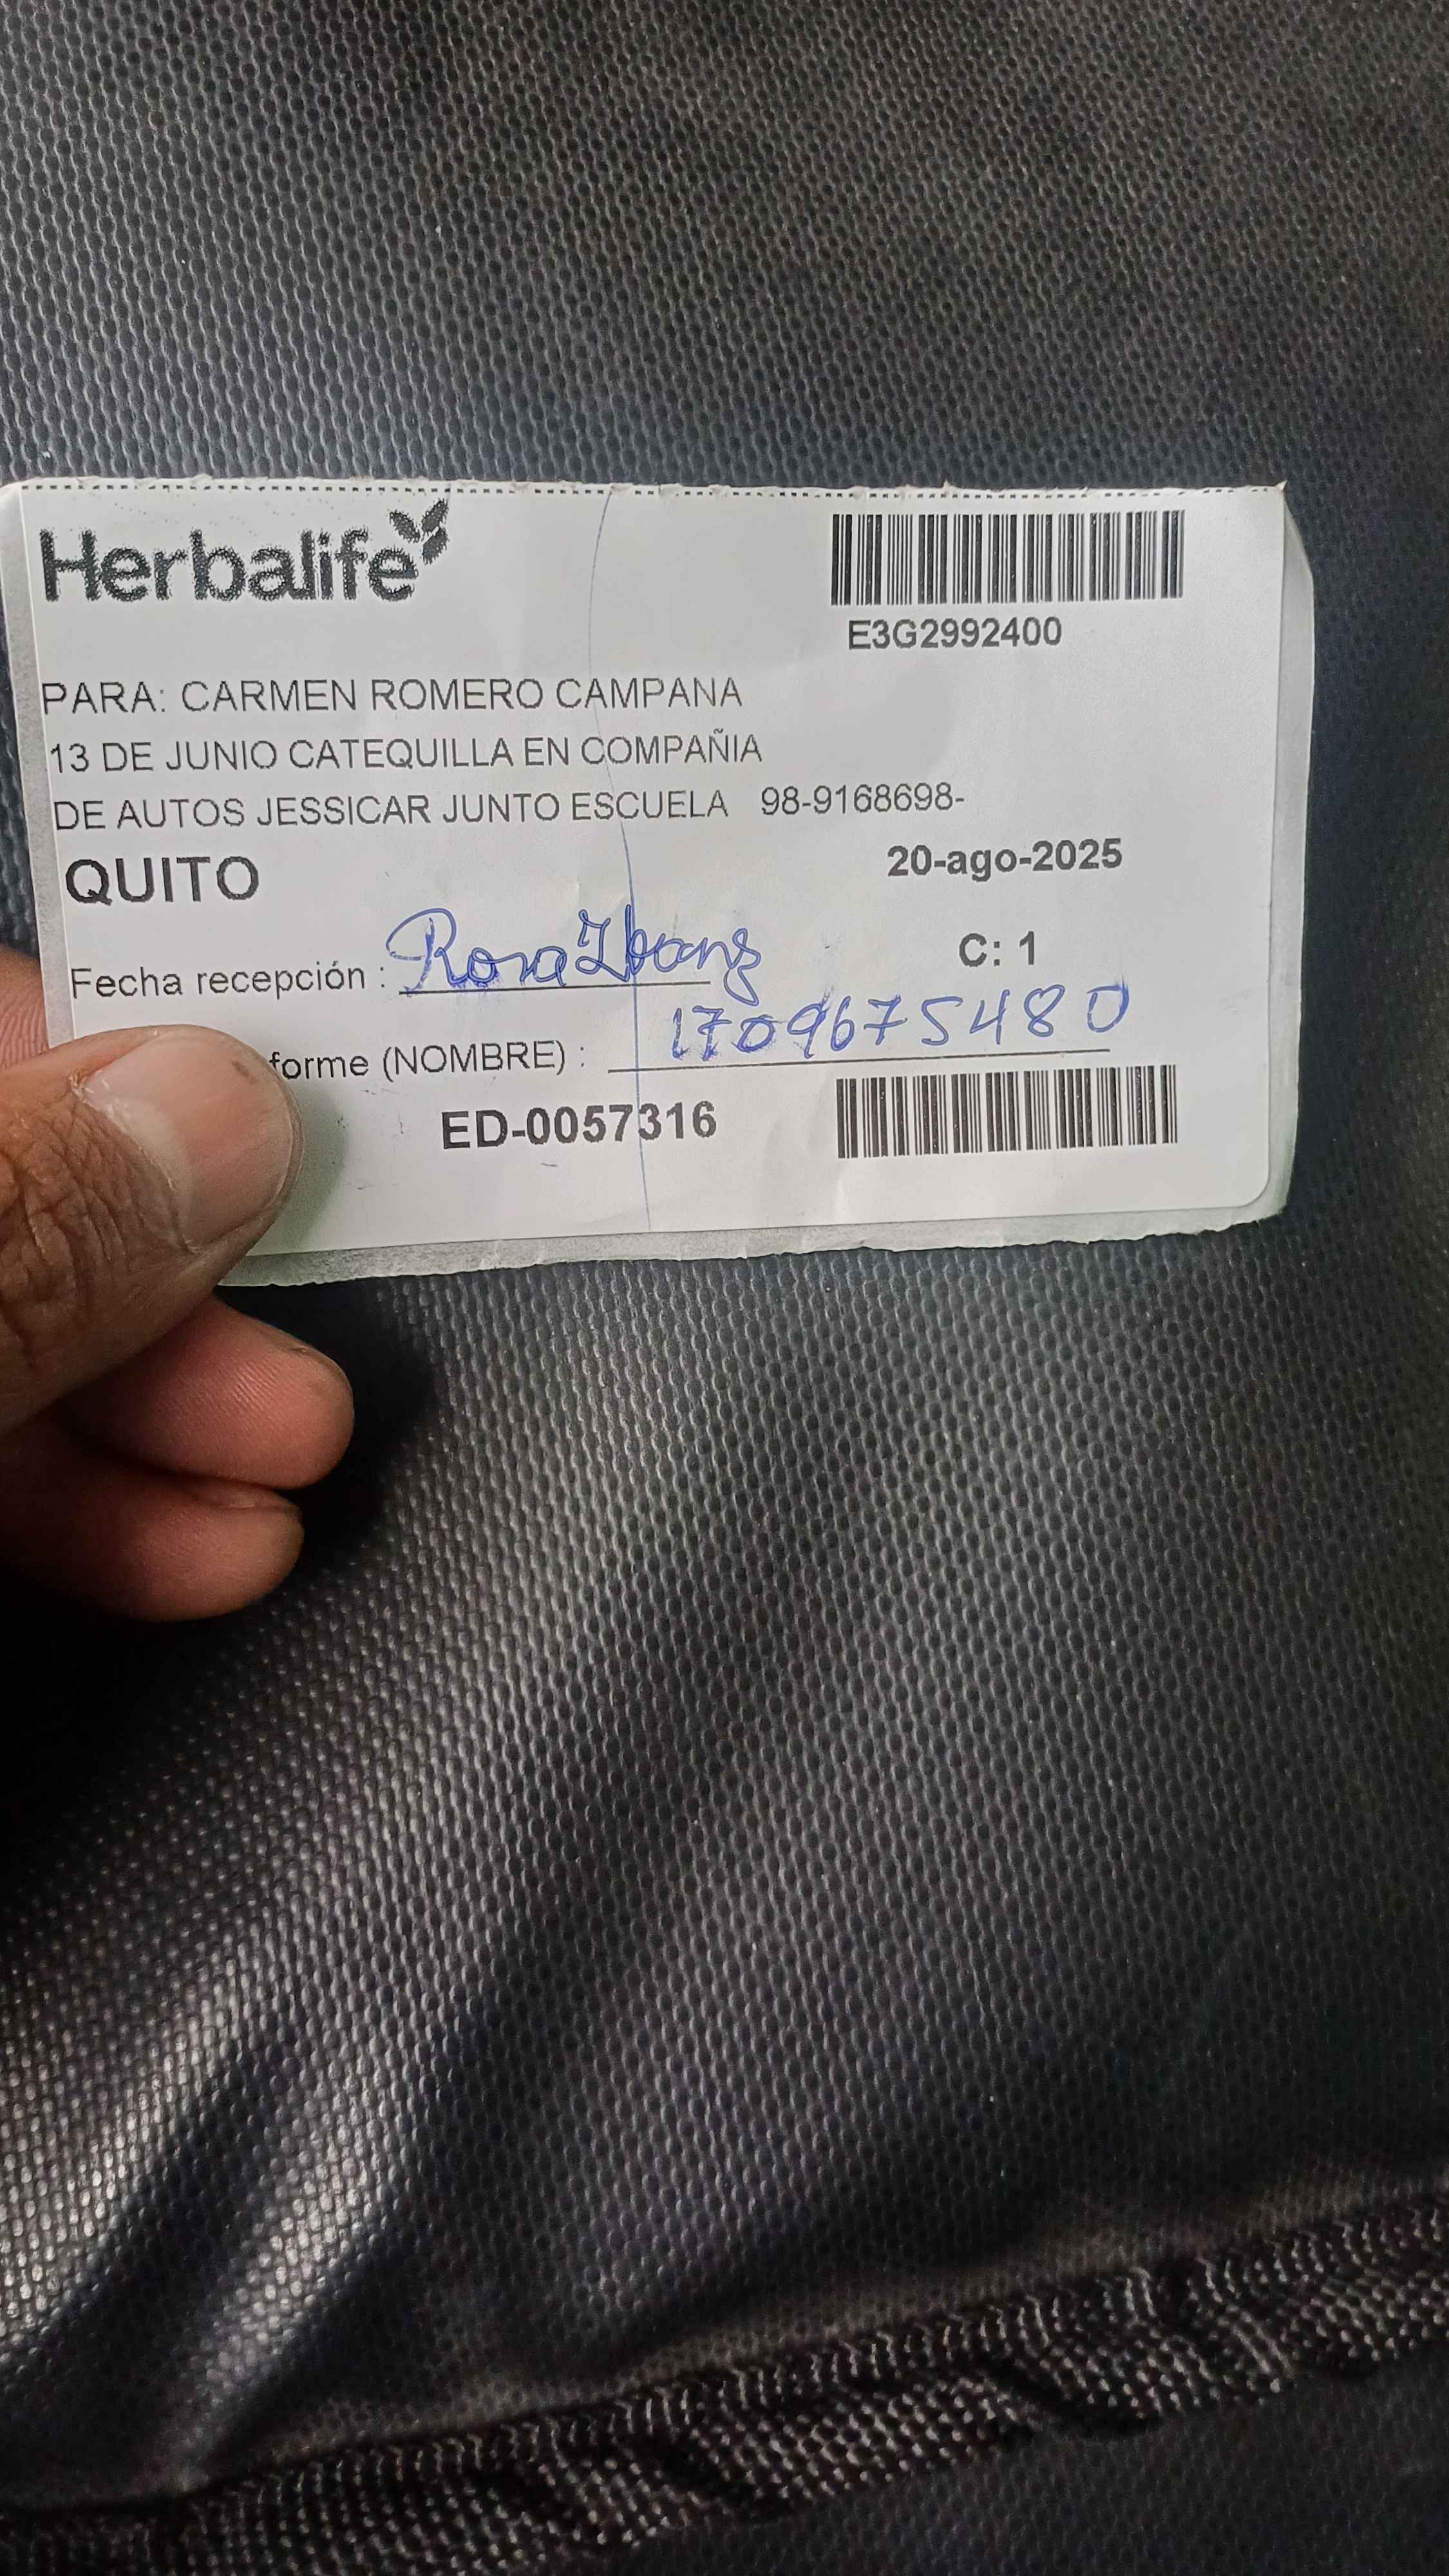 Herbalife
E3G2992400
PARA: CARMEN ROMERO CAMPANA
13 DE JUNIO CATEQUILLA EN COMPAÑIA
DE AUTOS JESSICAR JUNTO ESCUELA 98-9168698-
QUITO
20-ago-2025
Fecha recepción : Rosa
C: 1
forme (NOMBRE) : 1709675480
ED-0057316